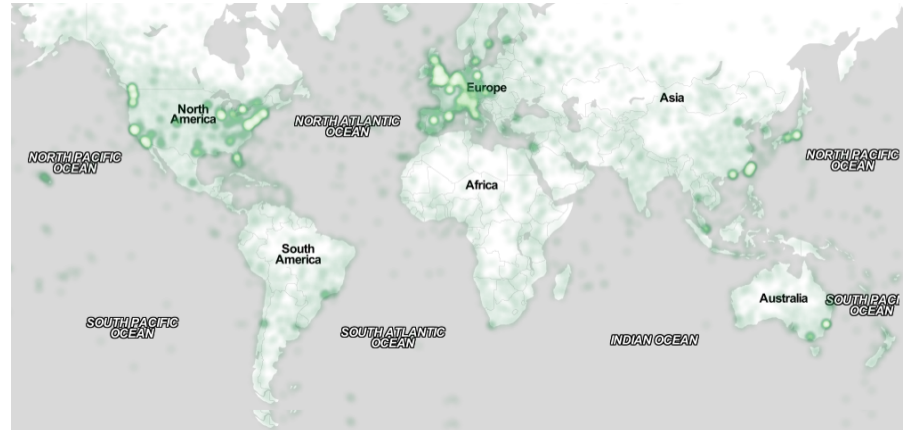 Europe
Asia
North
America
NORTH ATLANTIC
OCEAN
NORTH PACIFIC
OCEAN
NORTH PACIFIC
OCEAN
Africa
South
America
Australia
SOUTH PACI
OCEAN
SOUTH PACIFIC
OCEAN
SOUTH ATLANTIC
OCEAN
INDIAN OCEAN